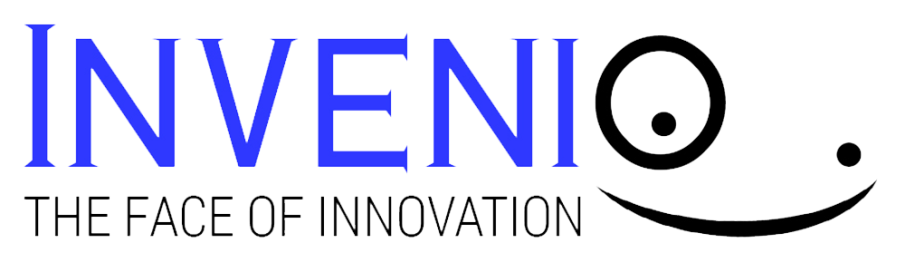 INVENIO
THE FACE OF INNOVATION